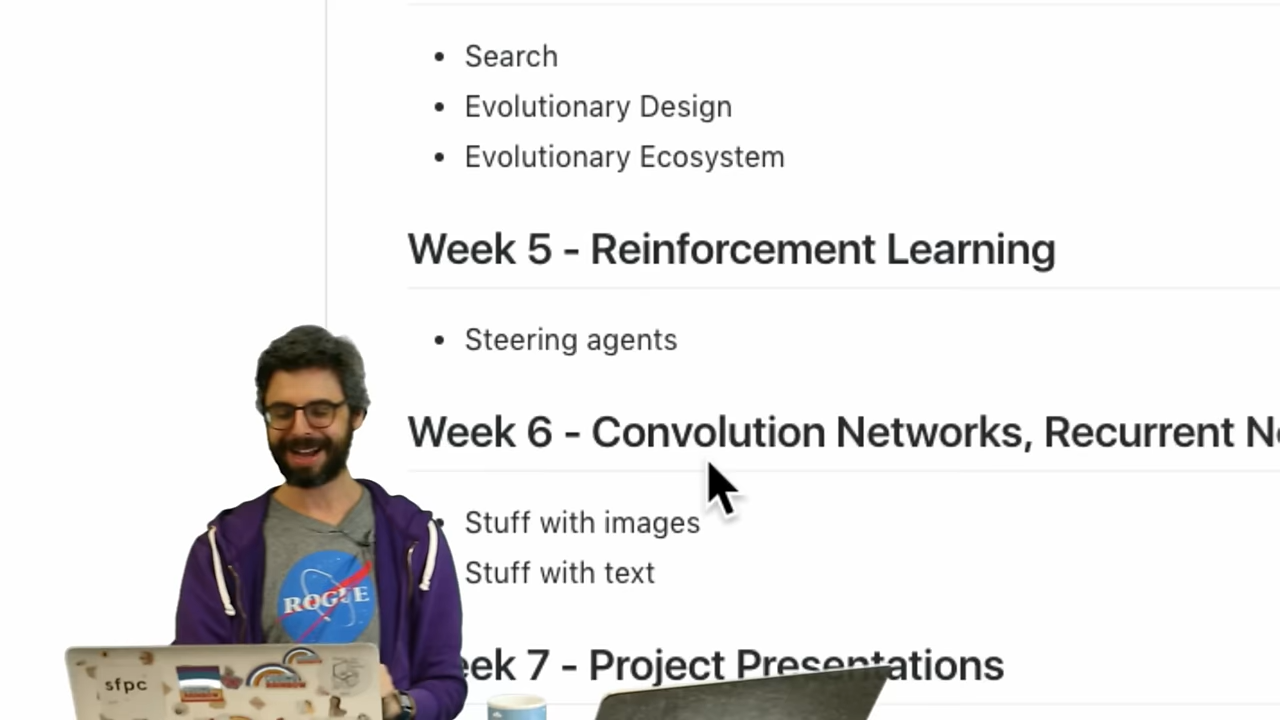 Search
Evolutionary Design
Evolutionary Ecosystem
Week 5 - Reinforcement Learning
Steering agents
Week 6 - Convolution Networks, Recurrent
Stuff with images
Stuff with text
eek 7 - Project Presentations
ROGUE
sfpc